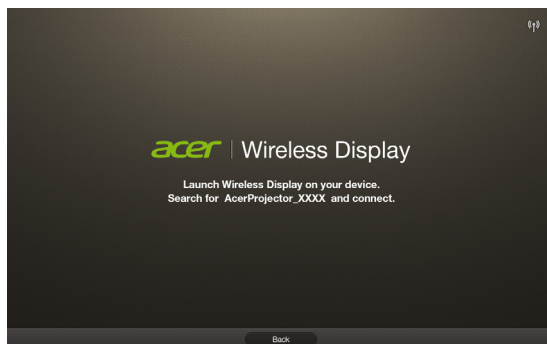 acer | Wireless Display
Launch Wireless Display on your device.
Search for AcerProjector_XXXX and connect.
Back